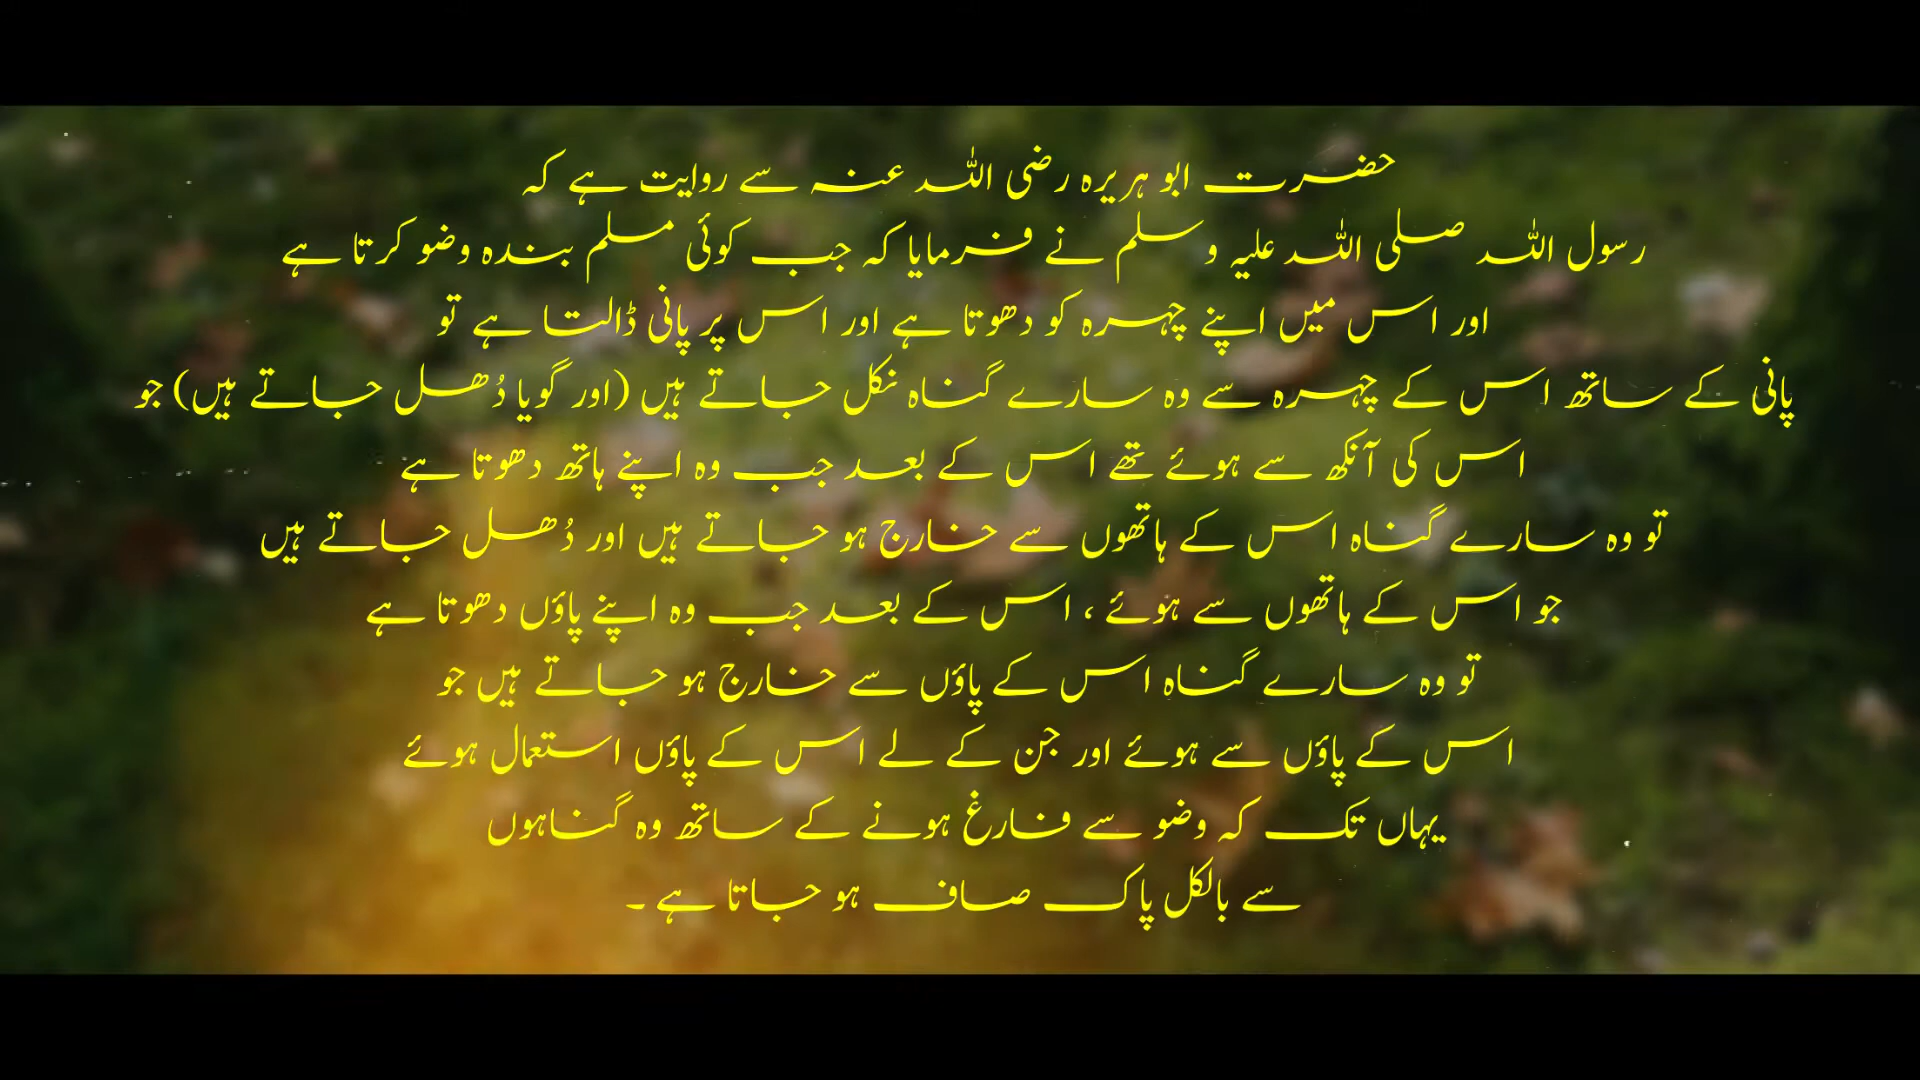 حضرت ابو ہریرہ رضی اللہ عنہ سے روایت ہے کہ
رسول اللہ صلی اللہ علیہ وسلم نے فرمایا کہ جب کوئی مسلم بندہ وضو کرتا ہے
اور اس میں اپنے چہرہ کو دھوتا ہے اور اس پر پانی ڈالتا ہے تو
پانی کے ساتھ اس کے چہرہ سے وہ سارے گناہ نکل جاتے ہیں (اور گویا دُھل جاتے ہیں) جو
اس کی آنکھ سے ہوئے تھے اس کے بعد جب وہ اپنے ہاتھ دھوتا ہے
تو وہ سارے گناہ اس کے ہاتھوں سے خارج ہو جاتے ہیں اور دُھل جاتے ہیں
جو اس کے ہاتھوں سے ہوئے ، اس کے بعد جب وہ اپنے پاؤں دھوتا ہے
تو وہ سارے گناہ اس کے پاؤں سے خارج ہو جاتے ہیں جو
اس کے پاؤں سے ہوئے اور جن کے لے اس کے پاؤں استعمال ہوئے
یہاں تک کہ وضو سے فارغ ہونے کے ساتھ وہ گناہوں
سے بالکل پاک صاف ہو جاتا ہے ۔